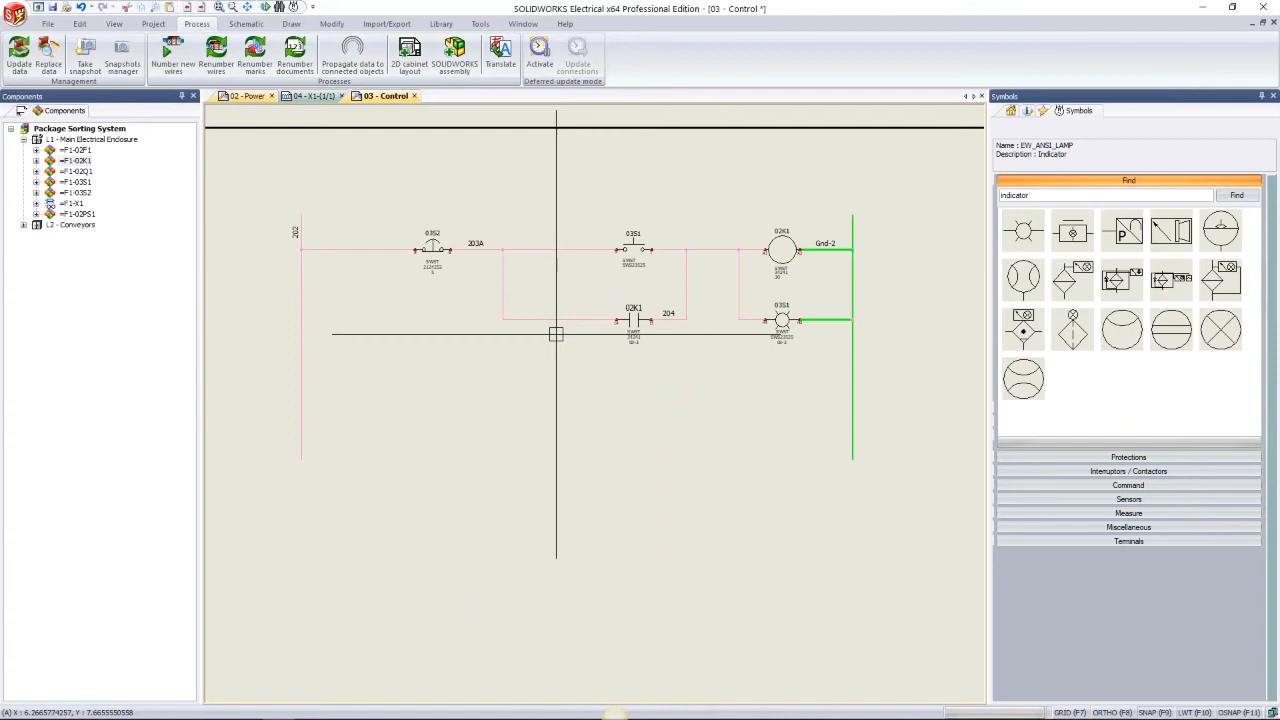 SOLIDWORKS Electrical x64 Professional Edition - [03 - Control *]
File Edit View Project Process Schematic Draw Modify Import/Export Library Tools Window Help
Update data
Replace data
Take snapshot
Snapshots manager
Number new wires
Renumber wires
Renumber marks
Renumber documents
Propagate data to connected objects
2D cabinet layout
SOLIDWORKS assembly
Translate
Activate
Update connections
Management
Processes
Deferred update mode
Components
02 - Power
04 - X1-(1/1)
03 - Control
Symbols
Components
Symbols
Package Sorting System
L1 - Main Electrical Enclosure
=F1-02F1
=F1-02K1
=F1-02Q1
=F1-03S1
=F1-03S2
=F1-X1
=F1-02PS1
L2 - Conveyors
202
03S2
203A
03S1
02K1
Gnd-2
02K1
204
03S1
Name : EW_ANSI_LAMP
Description : Indicator
Find
indicator
Find
Protections
Interruptors / Contactors
Command
Sensors
Measure
Miscellaneous
Terminals
(A) X : 6.2665774257, Y : 7.6655550558
GRID (F7) ORTHO (F8) SNAP (F9) LWT (F10) OSNAP (F11)